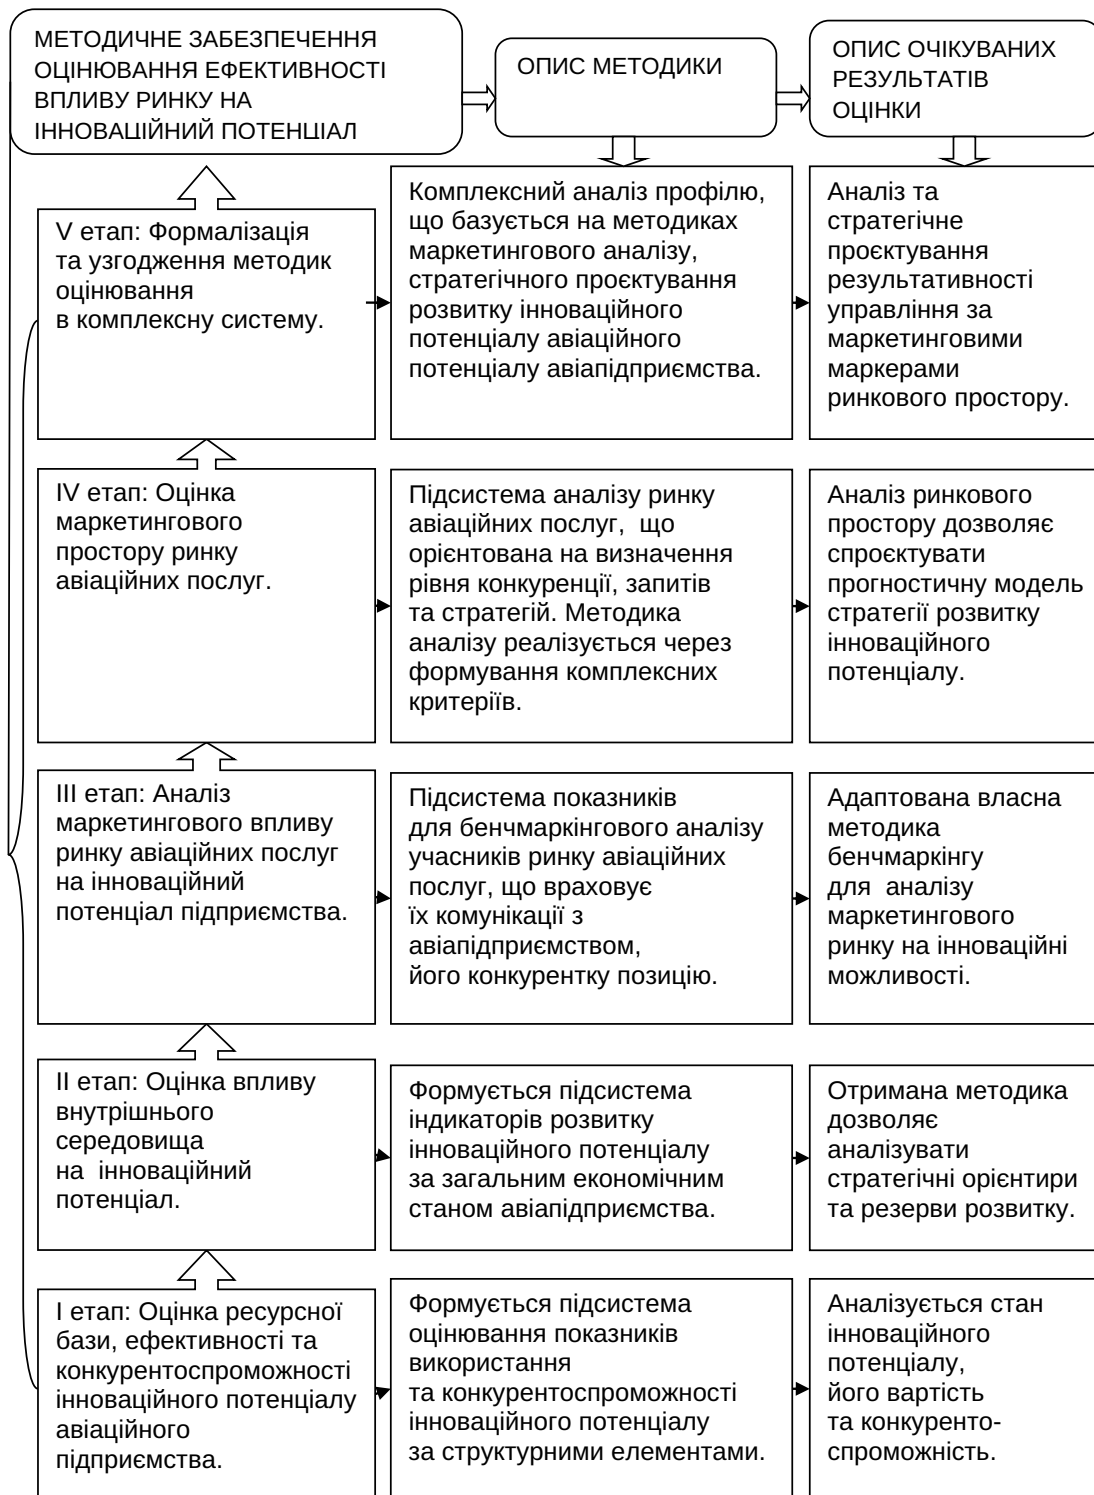 МЕТОДИЧНЕ ЗАБЕЗПЕЧЕННЯ
ОЦІНЮВАННЯ ЕФЕКТИВНОСТІ
ВПЛИВУ РИНКУ НА
ІННОВАЦІЙНИЙ ПОТЕНЦІАЛ
ОПИС МЕТОДИКИ
ОПИС ОЧІКУВАНИХ
РЕЗУЛЬТАТІВ
ОЦІНКИ
V етап: Формалізація
та узгодження методик
оцінювання
в комплексну систему.
Комплексний аналіз профілю,
що базується на методиках
маркетингового аналізу,
стратегічного проєктування
розвитку інноваційного
потенціалу авіаційного
потенціалу авіапідприємства.
Аналіз та
стратегічне
проєктування
результативності
управління за
маркетинговими
маркерами
ринкового простору.
IV етап: Оцінка
маркетингового
простору ринку
авіаційних послуг.
Підсистема аналізу ринку
авіаційних послуг,  що
орієнтована на визначення
рівня конкуренції, запитів
та стратегій. Методика
аналізу реалізується через
формування комплексних
критеріїв.
Аналіз ринкового
простору дозволяє
спроєктувати
прогностичну модель
стратегії розвитку
інноваційного
потенціалу.
III етап: Аналіз
маркетингового впливу
ринку авіаційних послуг
на інноваційний
потенціал підприємства.
Підсистема показників
для бенчмаркінгового аналізу
учасників ринку авіаційних
послуг, що враховує
їх комунікації з
авіапідприємством,
його конкурентку позицію.
Адаптована власна
методика
бенчмаркінгу
для  аналізу
маркетингового
ринку на інноваційні
можливості.
II етап: Оцінка впливу
внутрішнього
середовища
на  інноваційний
потенціал.
Формується підсистема
індикаторів розвитку
інноваційного потенціалу
за загальним економічним
станом авіапідприємства.
Отримана методика
дозволяє
аналізувати
стратегічні орієнтири
та резерви розвитку.
I етап: Оцінка ресурсної
бази, ефективності та
конкурентоспроможності
інноваційного потенціалу
авіаційного
підприємства.
Формується підсистема
оцінювання показників
використання
та конкурентоспроможності
інноваційного потенціалу
за структурними елементами.
Аналізується стан
інноваційного
потенціалу,
його вартість
та конкуренто-
спроможність.